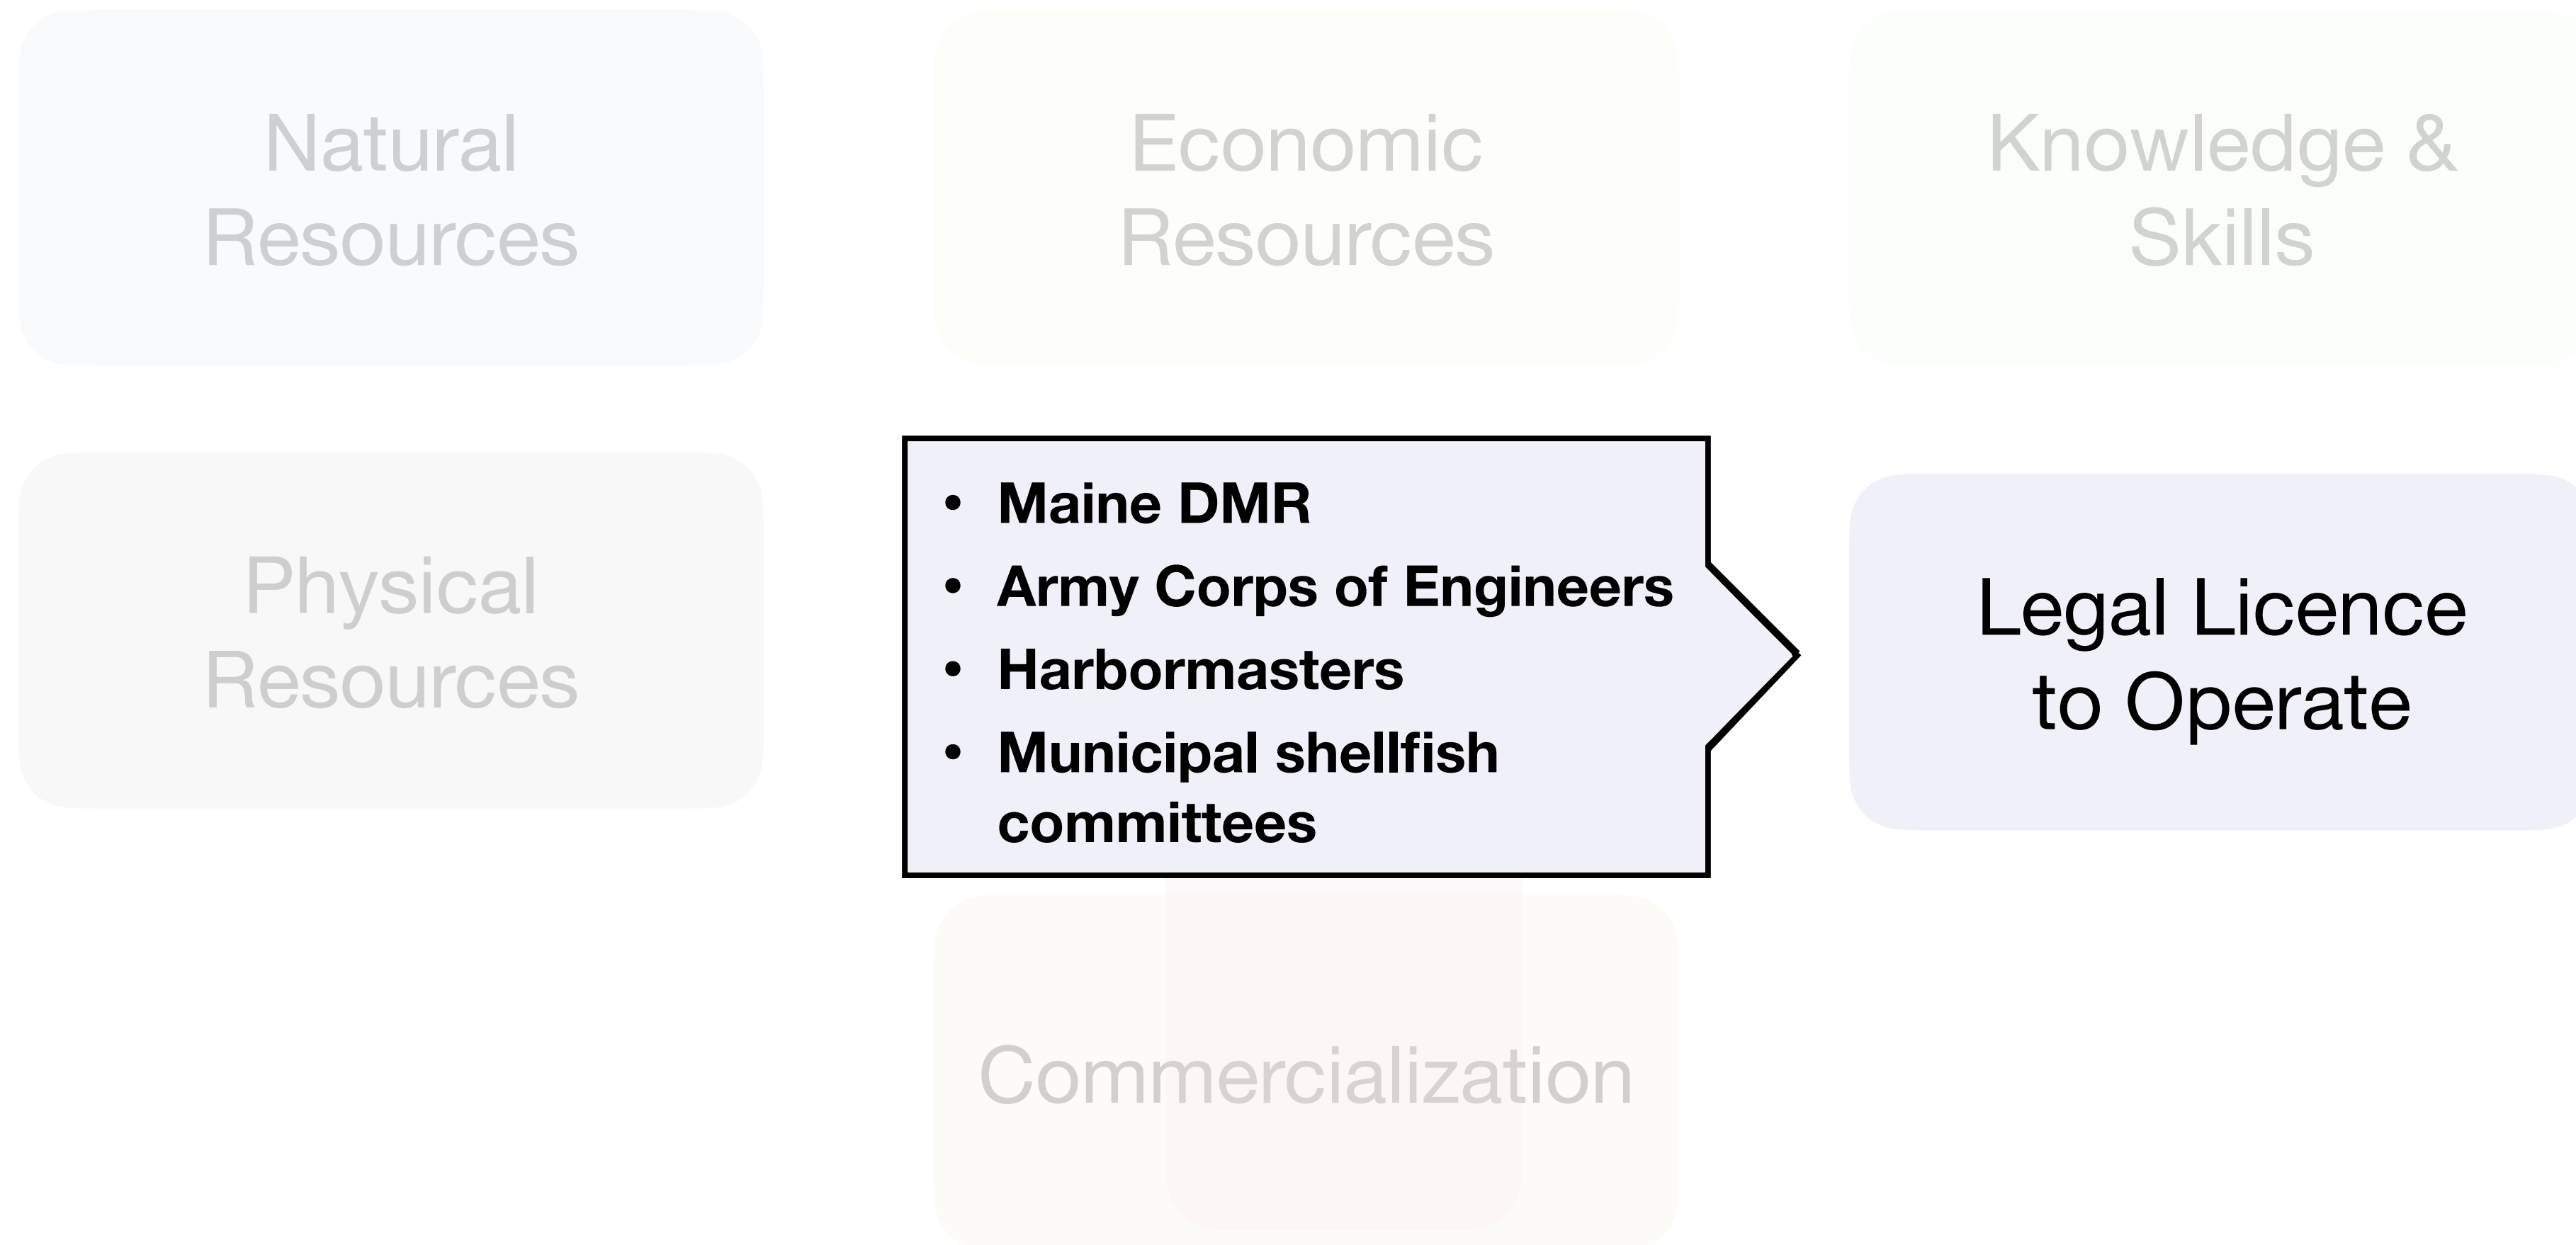 Natural
Resources
Economic
Resources
Knowledge &
Skills
Physical
Resources
• Maine DMR
• Army Corps of Engineers
• Harbormasters
• Municipal shellfish
committees
Legal Licence
to Operate
Commercialization